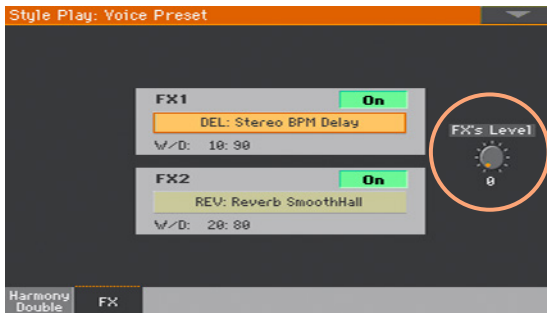 Style Play: Voice Preset
FX1 On
DEL: Stereo BPM Delay
W/D: 10:90
FX's Level
0
FX2 On
REV: Reverb SmoothHall
W/D: 20:80
Harmony
Double
FX